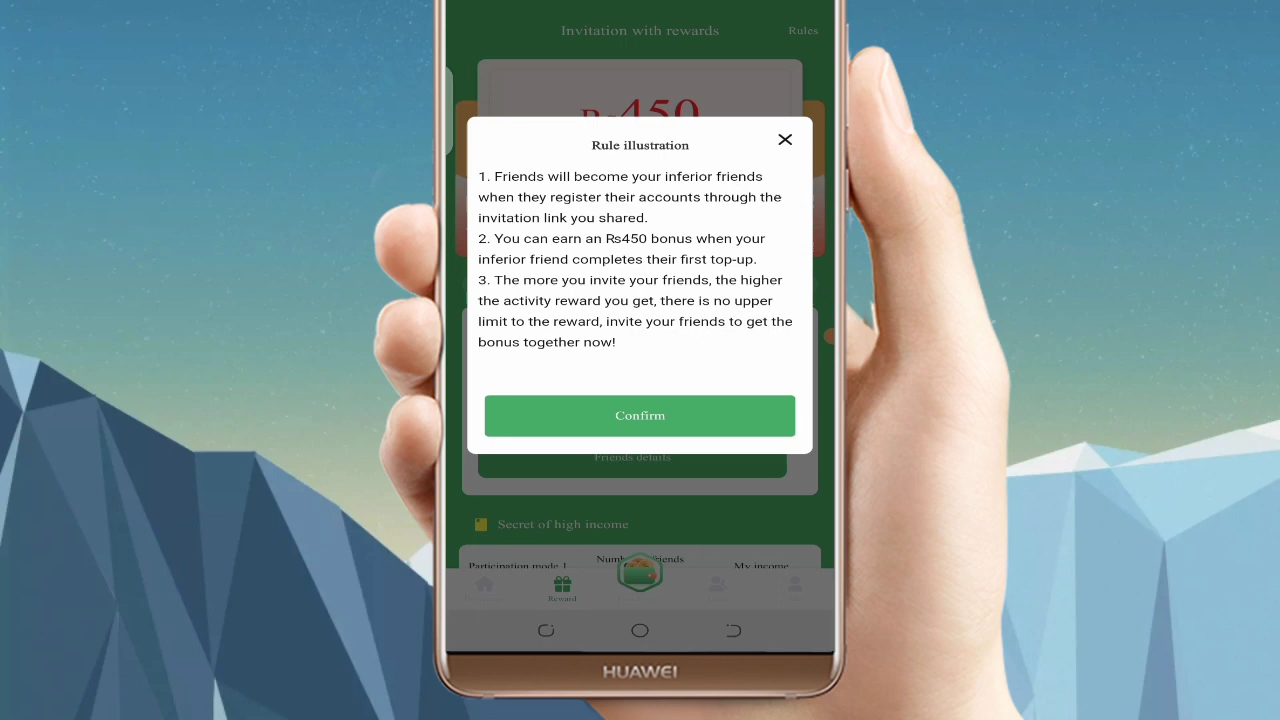 Invitation with rewards
Rules
Rs450
Rule illustration
1. Friends will become your inferior friends
when they register their accounts through the
invitation link you shared.
2. You can earn an Rs450 bonus when your
inferior friend completes their first top-up.
3. The more you invite your friends, the higher
the activity reward you get, there is no upper
limit to the reward, invite your friends to get the
bonus together now!
Confirm
Friends details
Secret of high income
Participation mode 1
My income
Reward
HUAWEI